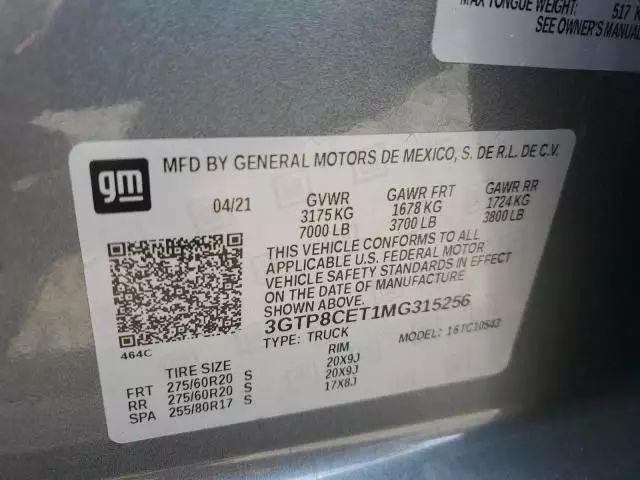 MAX TONGUE WEIGHT: 517 K
SEE OWNER'S MANUAL
gm
MFD BY GENERAL MOTORS DE MEXICO, S. DE R.L. DE C.V.
04/21 GVWR GAWR FRT GAWR RR
3175 KG 1678 KG 1724 KG
7000 LB 3700 LB 3800 LB
THIS VEHICLE CONFORMS TO ALL
APPLICABLE U.S. FEDERAL MOTOR
VEHICLE SAFETY STANDARDS IN EFFECT
ON THE DATE OF MANUFACTURE
SHOWN ABOVE.
3GTP8CET1MG315256
TYPE: TRUCK MODEL: 16TC10543
464C
TIRE SIZE RIM
FRT 275/60R20 S 20X9J
RR 275/60R20 S 20X9J
SPA 255/80R17 S 17X8J